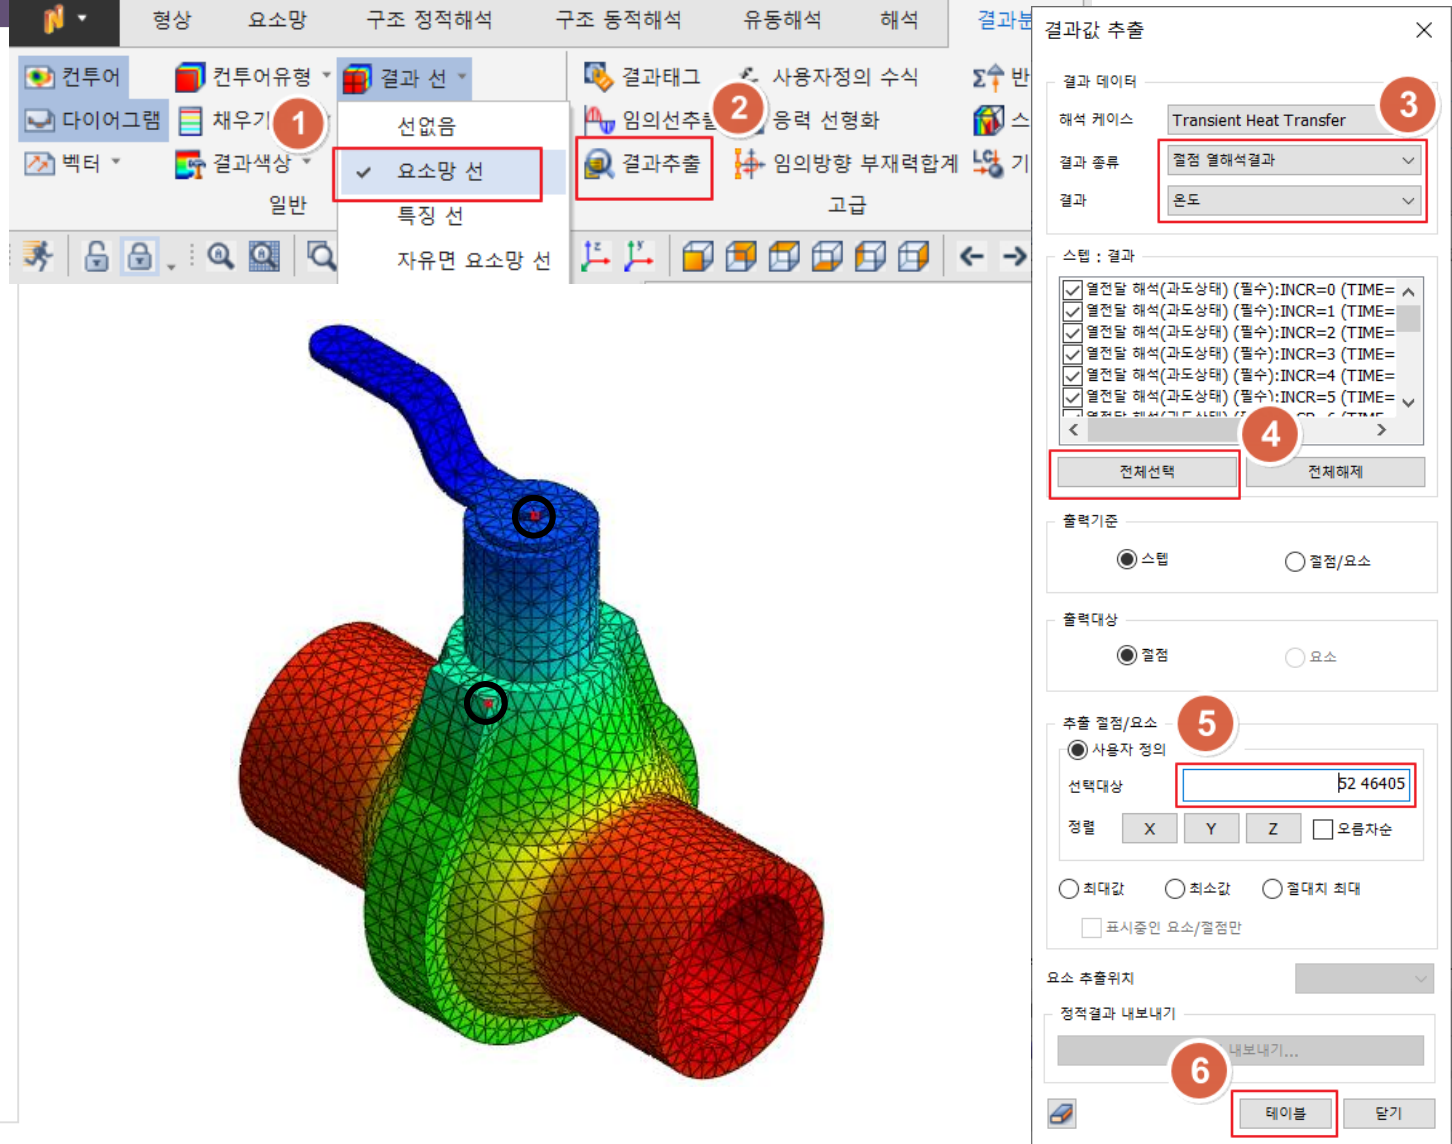 형상 요소망 구조 정적해석 구조 동적해석 유동해석 해석 결과분
컨투어 컨투어유형 결과 선 결과태그 사용자정의 수식 반
다이어그램 채우기 1 선없음 임의선추출 2 응력 선형화 스
벡터 결과색상 요소망 선 결과추출 임의방향 부재력합계 기
일반 특징 선 고급
자유면 요소망 선
결과값 추출
결과 데이터
3
해석 케이스 Transient Heat Transfer
결과 종류 절점 열해석결과
결과 온도
스텝 : 결과
열전달 해석(과도상태) (필수):INCR=0 (TIME=
열전달 해석(과도상태) (필수):INCR=1 (TIME=
열전달 해석(과도상태) (필수):INCR=2 (TIME=
열전달 해석(과도상태) (필수):INCR=3 (TIME=
열전달 해석(과도상태) (필수):INCR=4 (TIME=
열전달 해석(과도상태) (필수):INCR=5 (TIME=
4
전체선택 전체해제
출력기준
스텝 절점/요소
출력대상
절점 요소
추출 절점/요소 5
사용자 정의
선택대상 52 46405
정렬 X Y Z 오름차순
최대값 최소값 절대치 최대
표시중인 요소/절점만
요소 추출위치
정적결과 내보내기
내보내기...
6
테이블 닫기